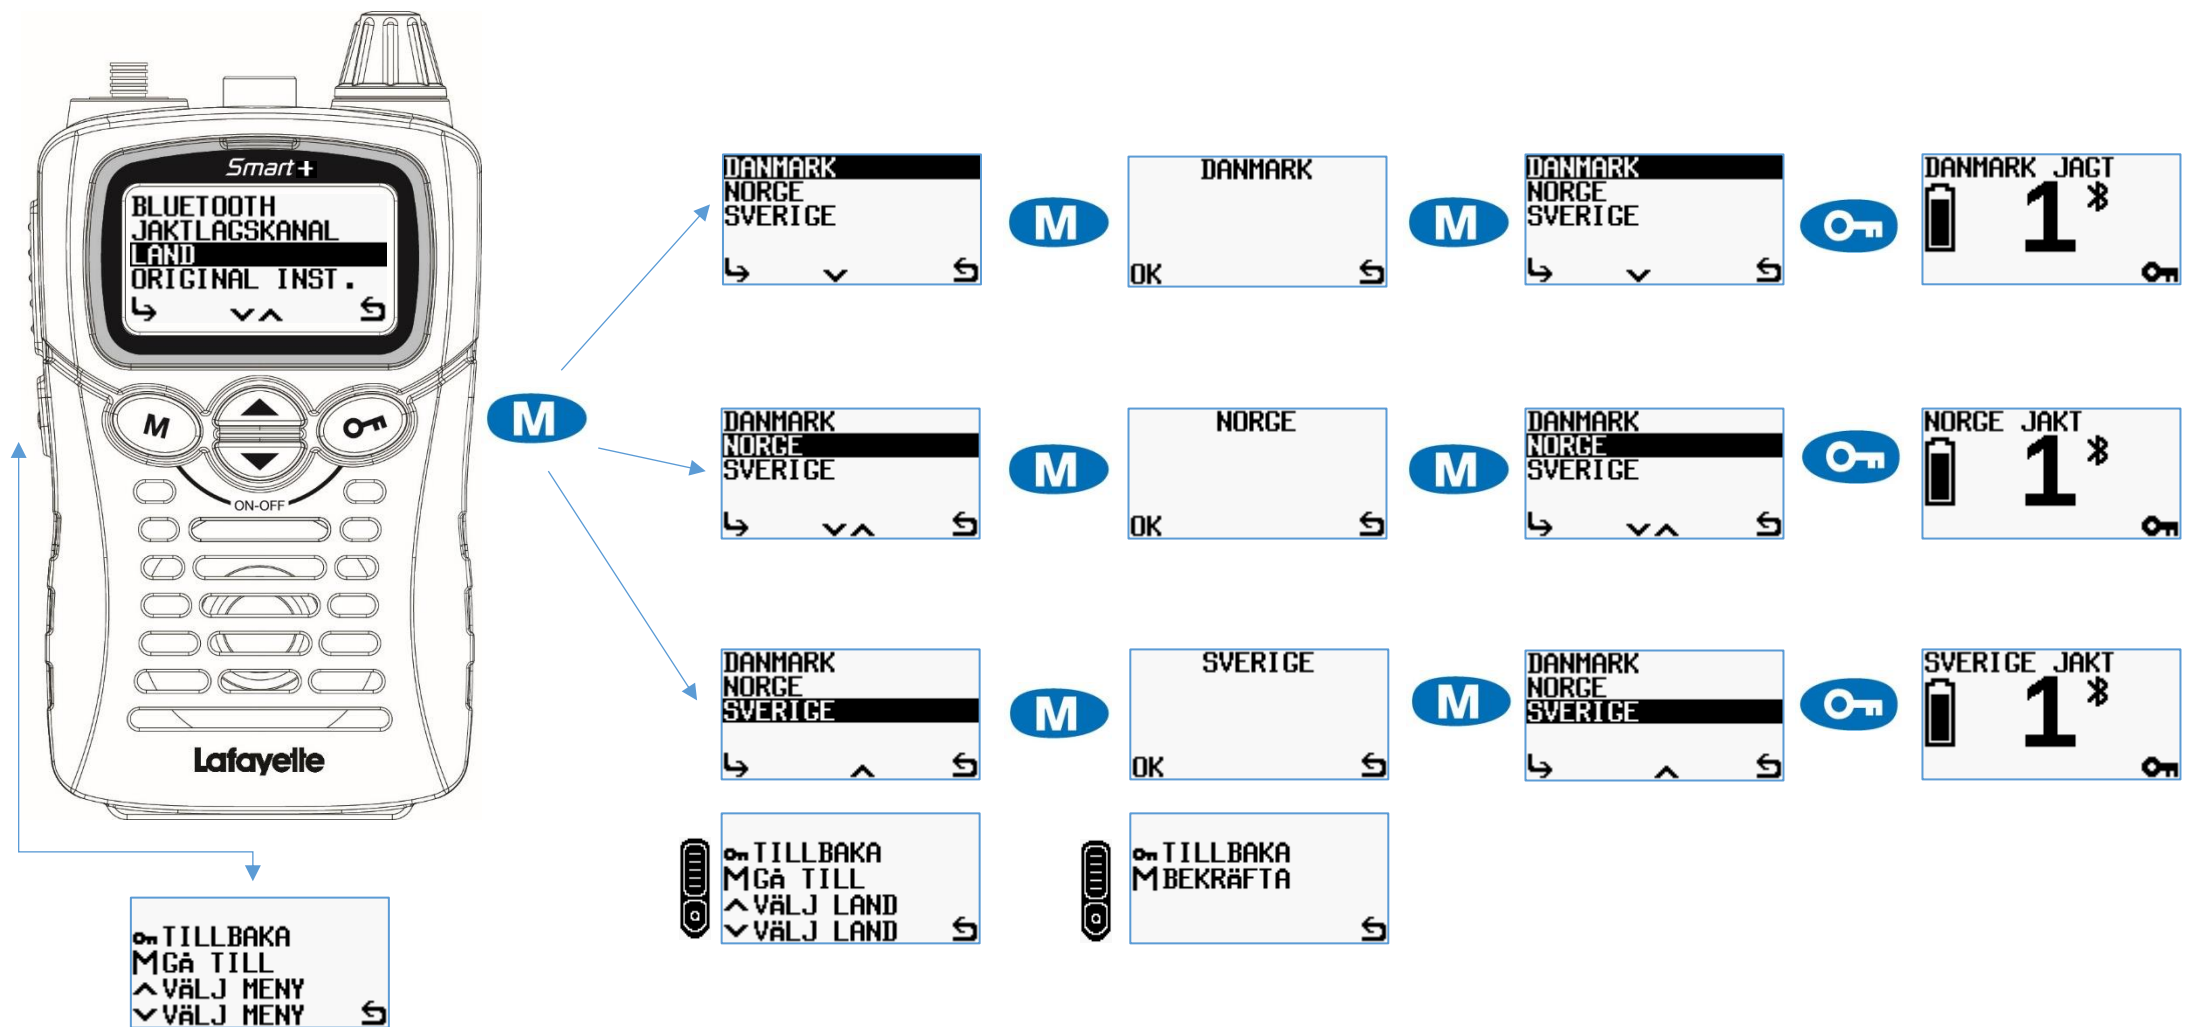 Smart+
BLUETOOTH
JAKTLAGSKANAL
LAND
ORIGINAL INST.
M
ON-OFF
Lafayette
TILLBAKA
M GÅ TILL
VÄLJ MENY
VÄLJ MENY
M
DANMARK
NORGE
SVERIGE
M
DANMARK
OK
M
DANMARK
NORGE
SVERIGE
DANMARK JAGT
1
DANMARK
NORGE
SVERIGE
M
NORGE
OK
M
DANMARK
NORGE
SVERIGE
NORGE JAKT
1
DANMARK
NORGE
SVERIGE
M
SVERIGE
OK
M
DANMARK
NORGE
SVERIGE
SVERIGE JAKT
1
TILLBAKA
M GÅ TILL
VÄLJ LAND
VÄLJ LAND
TILLBAKA
M BEKRÄFTA